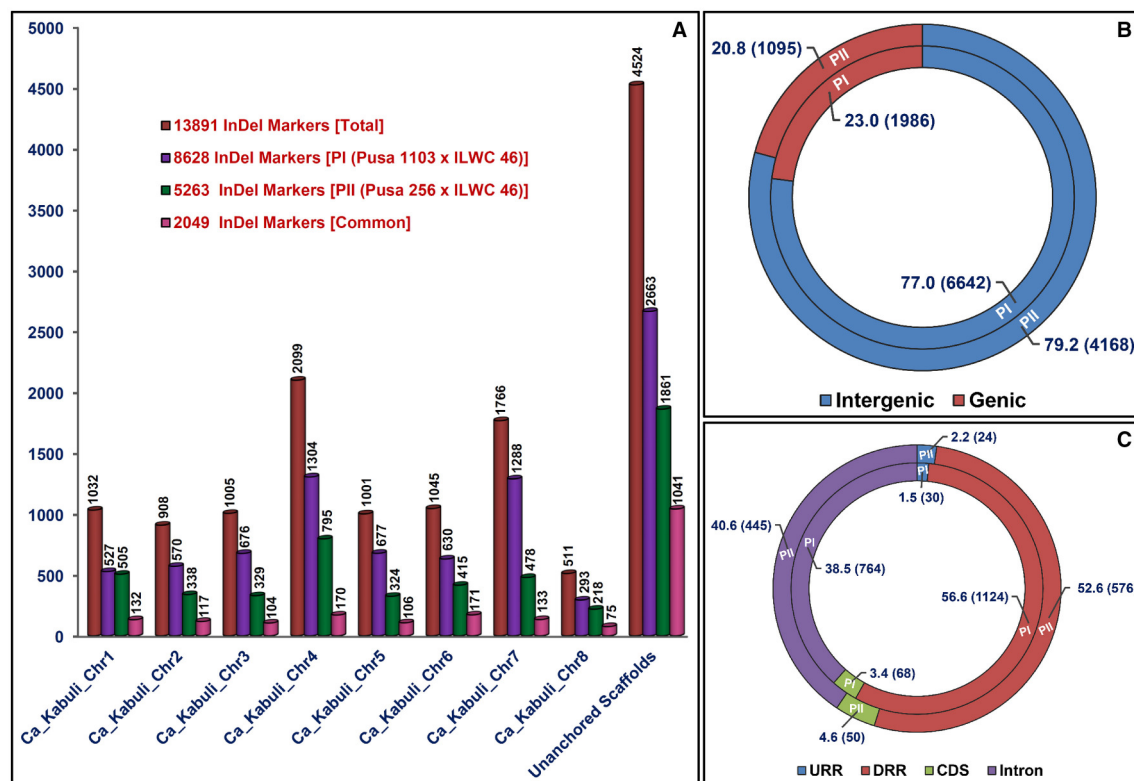 A
5000
4500
4000
3500
3000
2500
2000
1500
1000
500
0
13891 InDel Markers [Total]
8628 InDel Markers [PI (Pusa 1103 x ILWC 46)]
5263 InDel Markers [PII (Pusa 256 x ILWC 46)]
2049 InDel Markers [Common]
1032 527 505 132
908 570 338 117
1005 676 329 104
2099 1304 795 170
1001 677 324 106
1045 630 415 171
1766 1288 478 133
511 293 218 75
4524 2663 1861 1041
Ca_Kabuli_Chr1
Ca_Kabuli_Chr2
Ca_Kabuli_Chr3
Ca_Kabuli_Chr4
Ca_Kabuli_Chr5
Ca_Kabuli_Chr6
Ca_Kabuli_Chr7
Ca_Kabuli_Chr8
Unanchored Scaffolds
B
20.8 (1095)
PII
PI
23.0 (1986)
77.0 (6642)
PI
PII
79.2 (4168)
Intergenic Genic
C
2.2 (24)
PII
PI
1.5 (30)
40.6 (445)
PII
PI
38.5 (764)
56.6 (1124)
PI
PII
52.6 (576
3.4 (68)
PI
PII
4.6 (50)
URR DRR CDS Intron